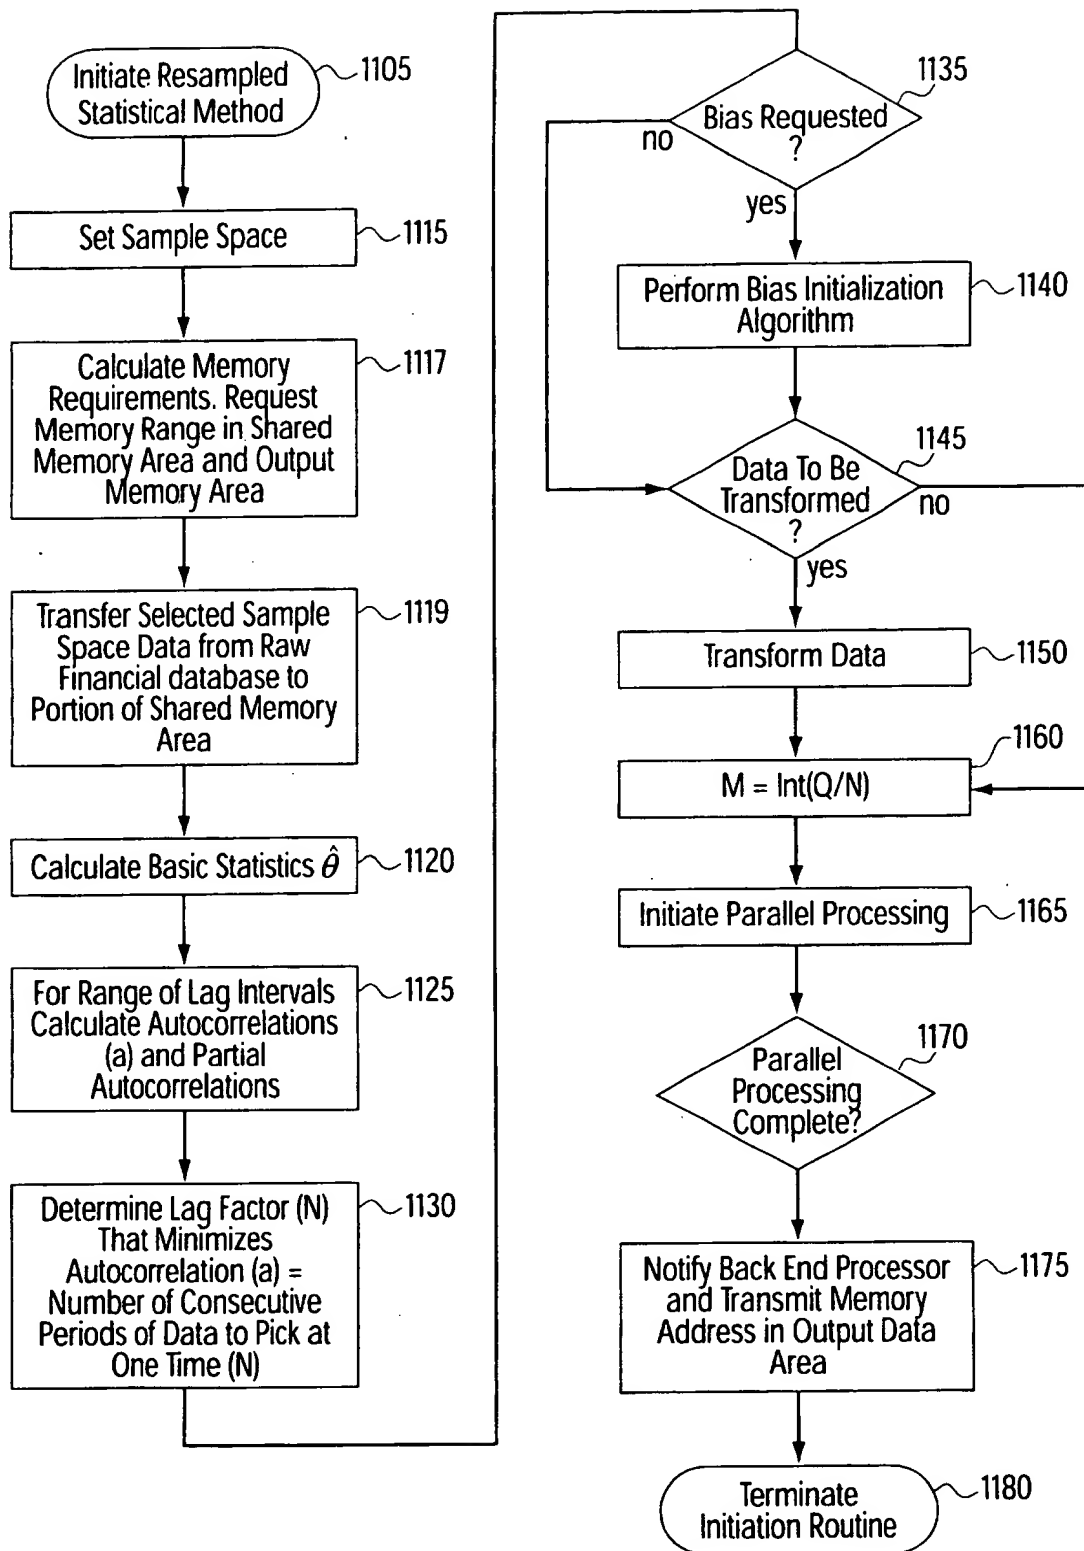 Initiate Resampled
Statistical Method
1105
Set Sample Space
1115
Calculate Memory
Requirements. Request
Memory Range in Shared
Memory Area and Output
Memory Area
1117
Transfer Selected Sample
Space Data from Raw
Financial database to
Portion of Shared Memory
Area
1119
Calculate Basic Statistics θ̂
1120
For Range of Lag Intervals
Calculate Autocorrelations
(a) and Partial
Autocorrelations
1125
Determine Lag Factor (N)
That Minimizes
Autocorrelation (a) =
Number of Consecutive
Periods of Data to Pick at
One Time (N)
1130
Bias Requested
?
1135
no
yes
Perform Bias Initialization
Algorithm
1140
Data To Be
Transformed
?
1145
no
yes
Transform Data
1150
M = Int(Q/N)
1160
Initiate Parallel Processing
1165
Parallel
Processing
Complete?
1170
Notify Back End Processor
and Transmit Memory
Address in Output Data
Area
1175
Terminate
Initiation Routine
1180